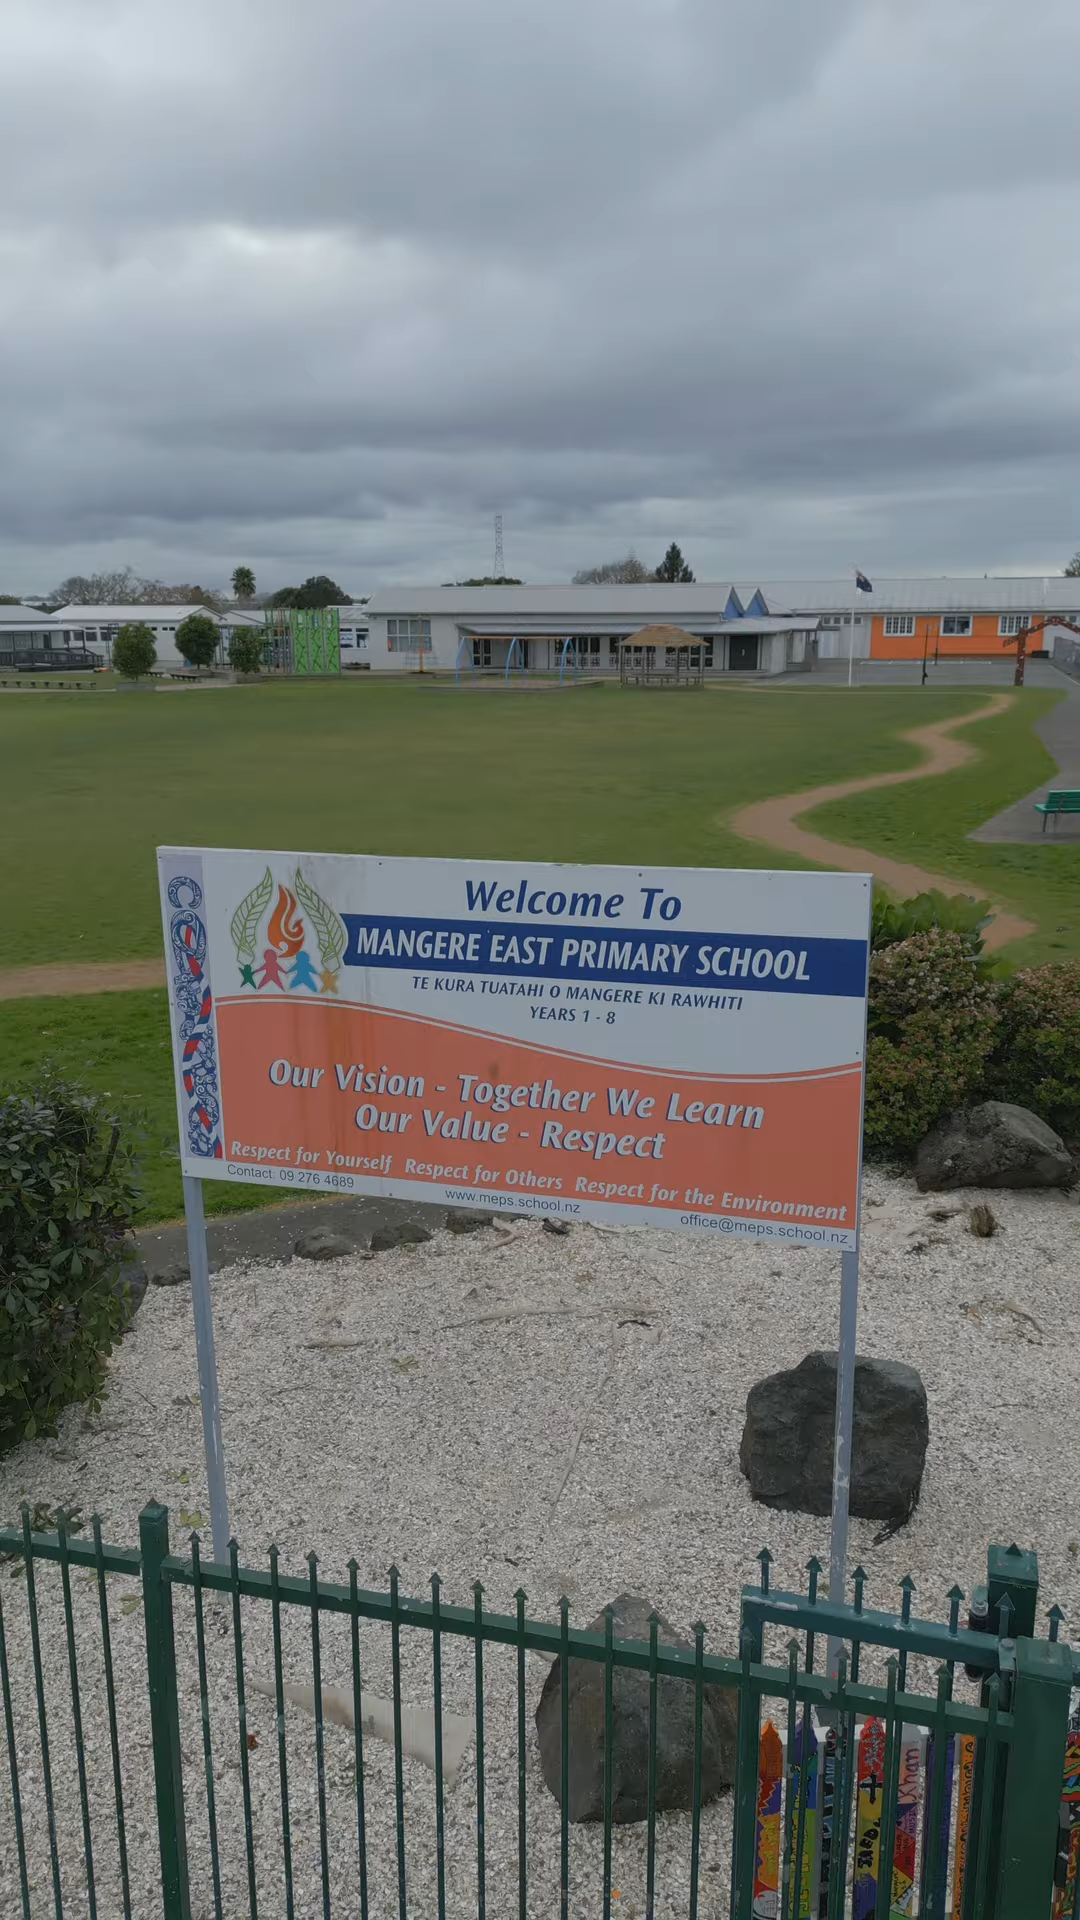 Welcome To
MANGERE EAST PRIMARY SCHOOL
TE KURA TUATAHI O MANGERE KI RAWHITI
YEARS 1 - 8
Our Vision - Together We Learn
Our Value - Respect
Respect for Yourself Respect for Others Respect for the Environment
Contact: 09 276 4689 www.meps.school.nz office@meps.school.nz
Khan